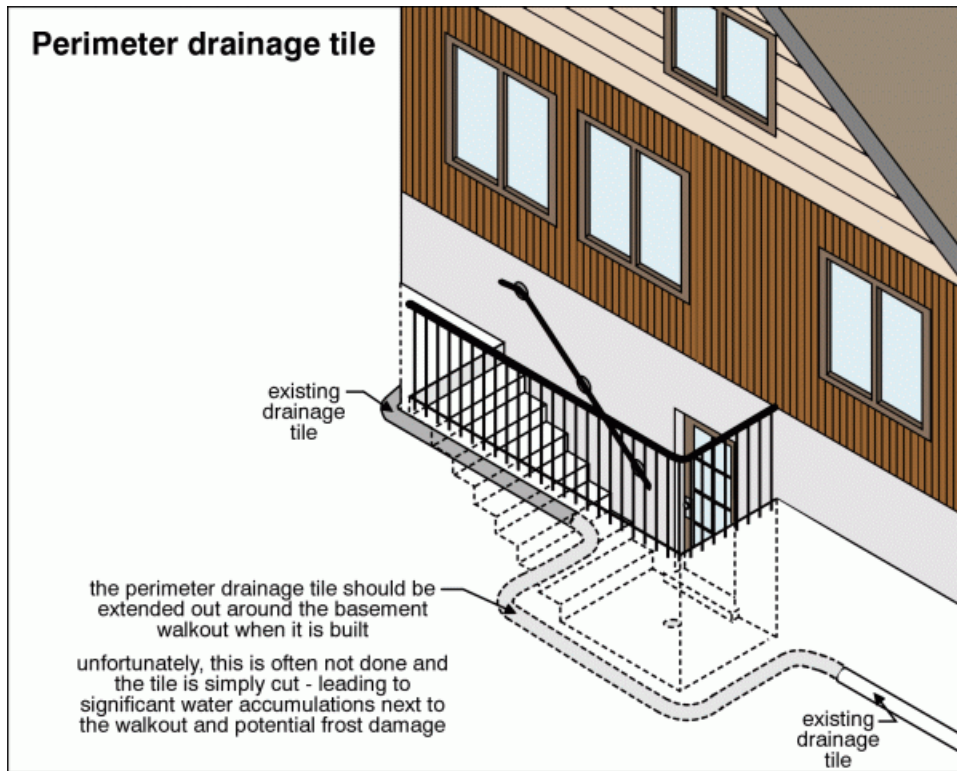 Perimeter drainage tile
existing
drainage
tile
the perimeter drainage tile should be
extended out around the basement
walkout when it is built
unfortunately, this is often not done and
the tile is simply cut - leading to
significant water accumulations next to
the walkout and potential frost damage
existing
drainage
tile